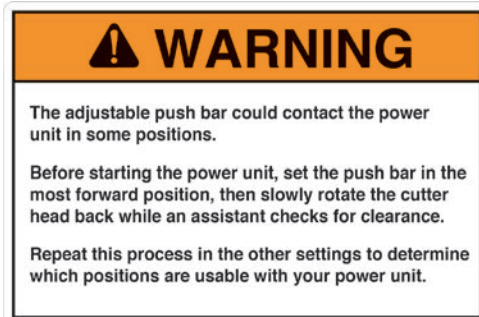 WARNING
The adjustable push bar could contact the power
unit in some positions.
Before starting the power unit, set the push bar in the
most forward position, then slowly rotate the cutter
head back while an assistant checks for clearance.
Repeat this process in the other settings to determine
which positions are usable with your power unit.